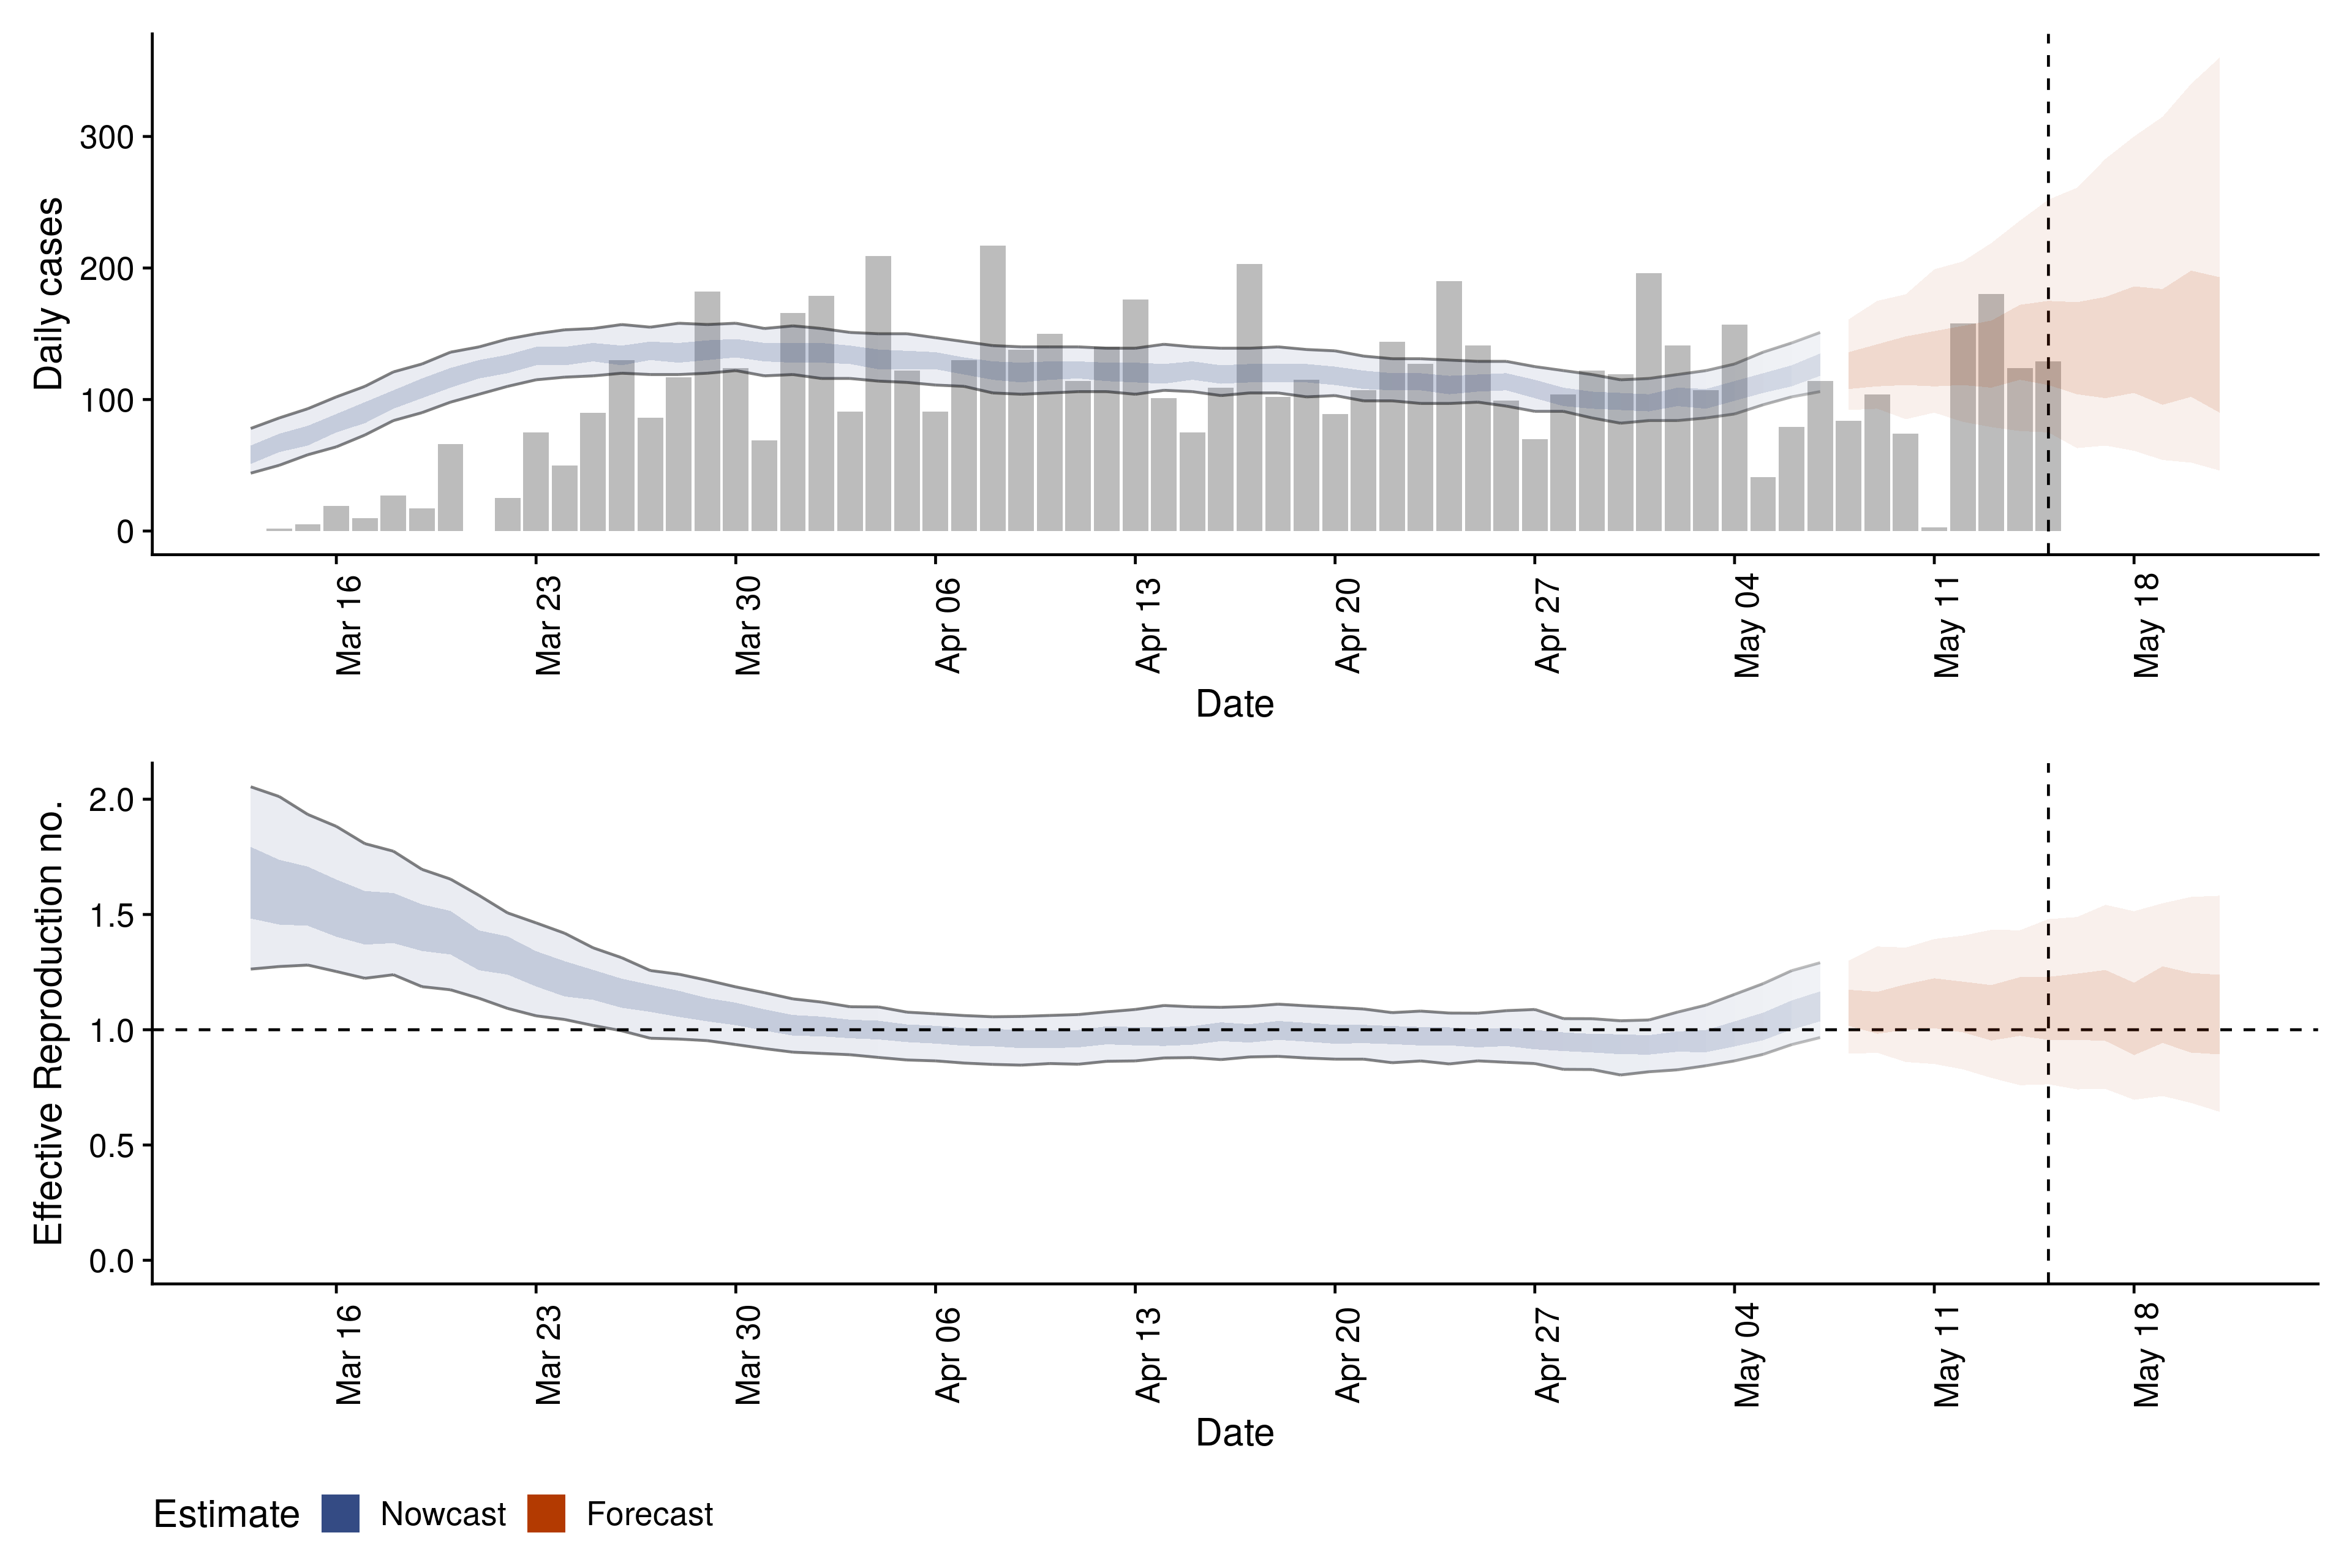 Daily cases
300
200
100
0
Mar 16
Mar 23
Mar 30
Apr 06
Apr 13
Apr 20
Apr 27
May 04
May 11
May 18
Date
Effective Reproduction no.
2.0
1.5
1.0
0.5
0.0
Mar 16
Mar 23
Mar 30
Apr 06
Apr 13
Apr 20
Apr 27
May 04
May 11
May 18
Date
Estimate Nowcast Forecast